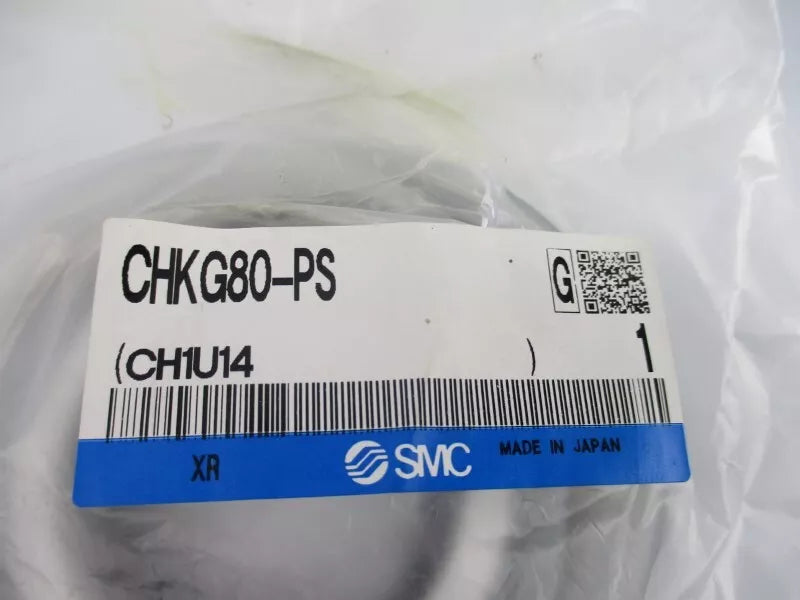 CHKG80-PS
G
(CH1U14 )
1
XR
SMC
MADE IN JAPAN